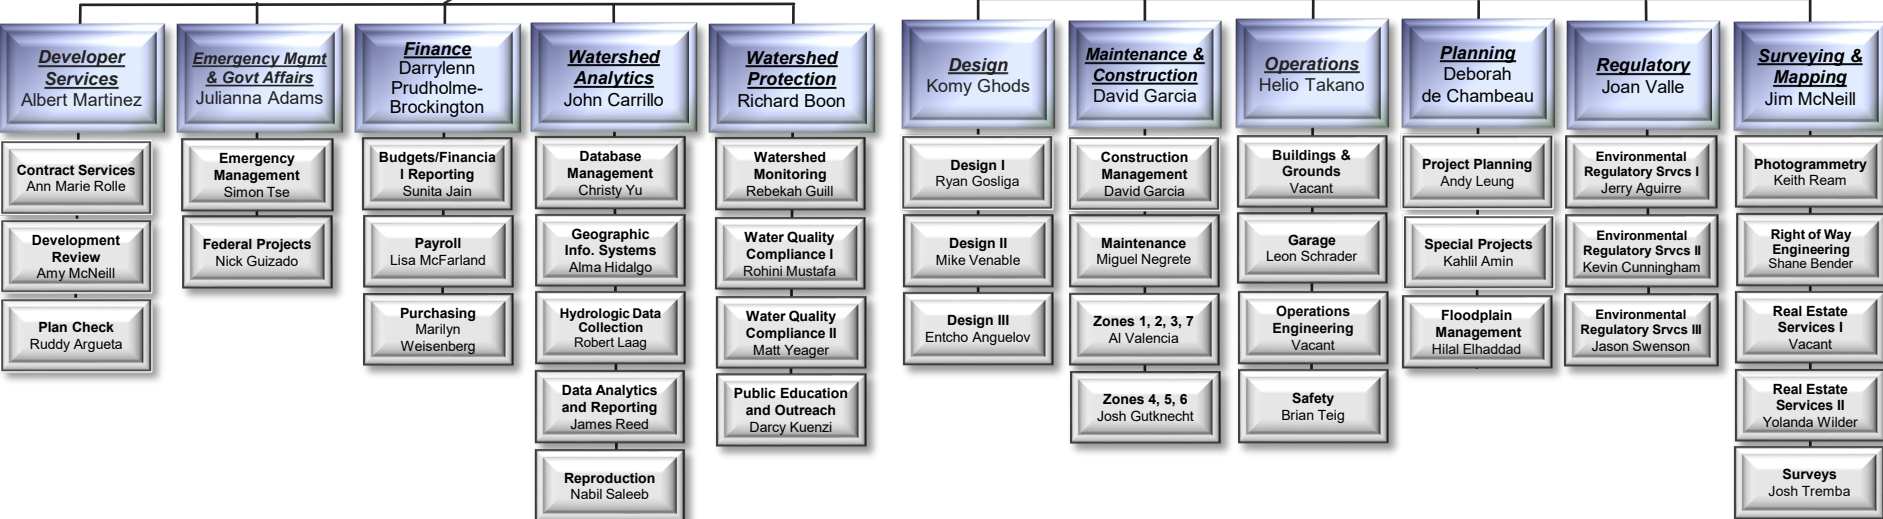 Developer
Services
Albert Martinez
Contract Services
Ann Marie Rolle
Development
Review
Amy McNeill
Plan Check
Ruddy Argueta
Emergency Mgmt
& Govt Affairs
Julianna Adams
Emergency
Management
Simon Tse
Federal Projects
Nick Guizado
Finance
Darrylenn
Prudholme-
Brockington
Budgets/Financia
l Reporting
Sunita Jain
Payroll
Lisa McFarland
Purchasing
Marilyn
Weisenberg
Watershed
Analytics
John Carrillo
Database
Management
Christy Yu
Geographic
Info. Systems
Alma Hidalgo
Hydrologic Data
Collection
Robert Laag
Data Analytics
and Reporting
James Reed
Reproduction
Nabil Saleeb
Watershed
Protection
Richard Boon
Watershed
Monitoring
Rebekah Guill
Water Quality
Compliance I
Rohini Mustafa
Water Quality
Compliance II
Matt Yeager
Public Education
and Outreach
Darcy Kuenzi
Design
Komy Ghods
Design I
Ryan Gosliga
Design II
Mike Venable
Design III
Entcho Anguelov
Maintenance &
Construction
David Garcia
Construction
Management
David Garcia
Maintenance
Miguel Negrete
Zones 1, 2, 3, 7
Al Valencia
Zones 4, 5, 6
Josh Gutknecht
Operations
Helio Takano
Buildings &
Grounds
Vacant
Garage
Leon Schrader
Operations
Engineering
Vacant
Safety
Brian Teig
Planning
Deborah
de Chambeau
Project Planning
Andy Leung
Special Projects
Kahlil Amin
Floodplain
Management
Hilal Elhaddad
Regulatory
Joan Valle
Environmental
Regulatory Srvcs I
Jerry Aguirre
Environmental
Regulatory Srvcs II
Kevin Cunningham
Environmental
Regulatory Srvcs III
Jason Swenson
Surveying &
Mapping
Jim McNeill
Photogrammetry
Keith Ream
Right of Way
Engineering
Shane Bender
Real Estate
Services I
Vacant
Real Estate
Services II
Yolanda Wilder
Surveys
Josh Tremba